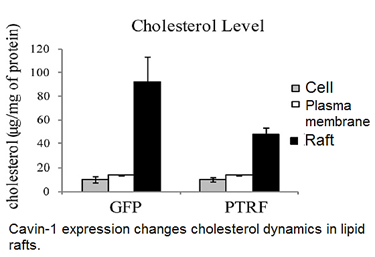 Cholesterol Level
cholesterol (µg/mg of protein)
120
100
80
60
40
20
0
GFP
PTRF
Cell
Plasma
membrane
Raft
Cavin-1 expression changes cholesterol dynamics in lipid
rafts.